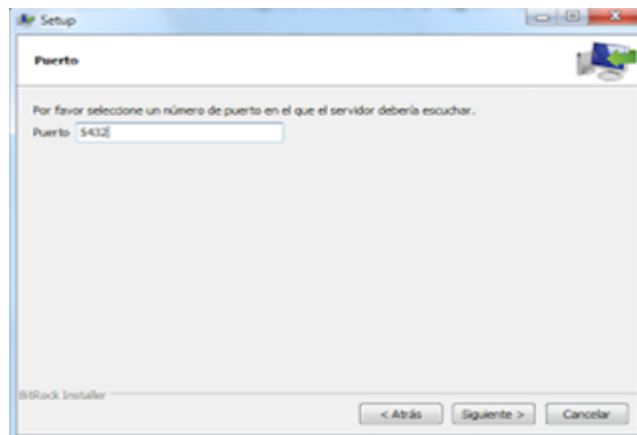 Setup
Puerto
Por favor seleccione un número de puerto en el que el servidor debería escuchar.
Puerto 5432
BitRock Installer
< Atrás
Siguiente >
Cancelar